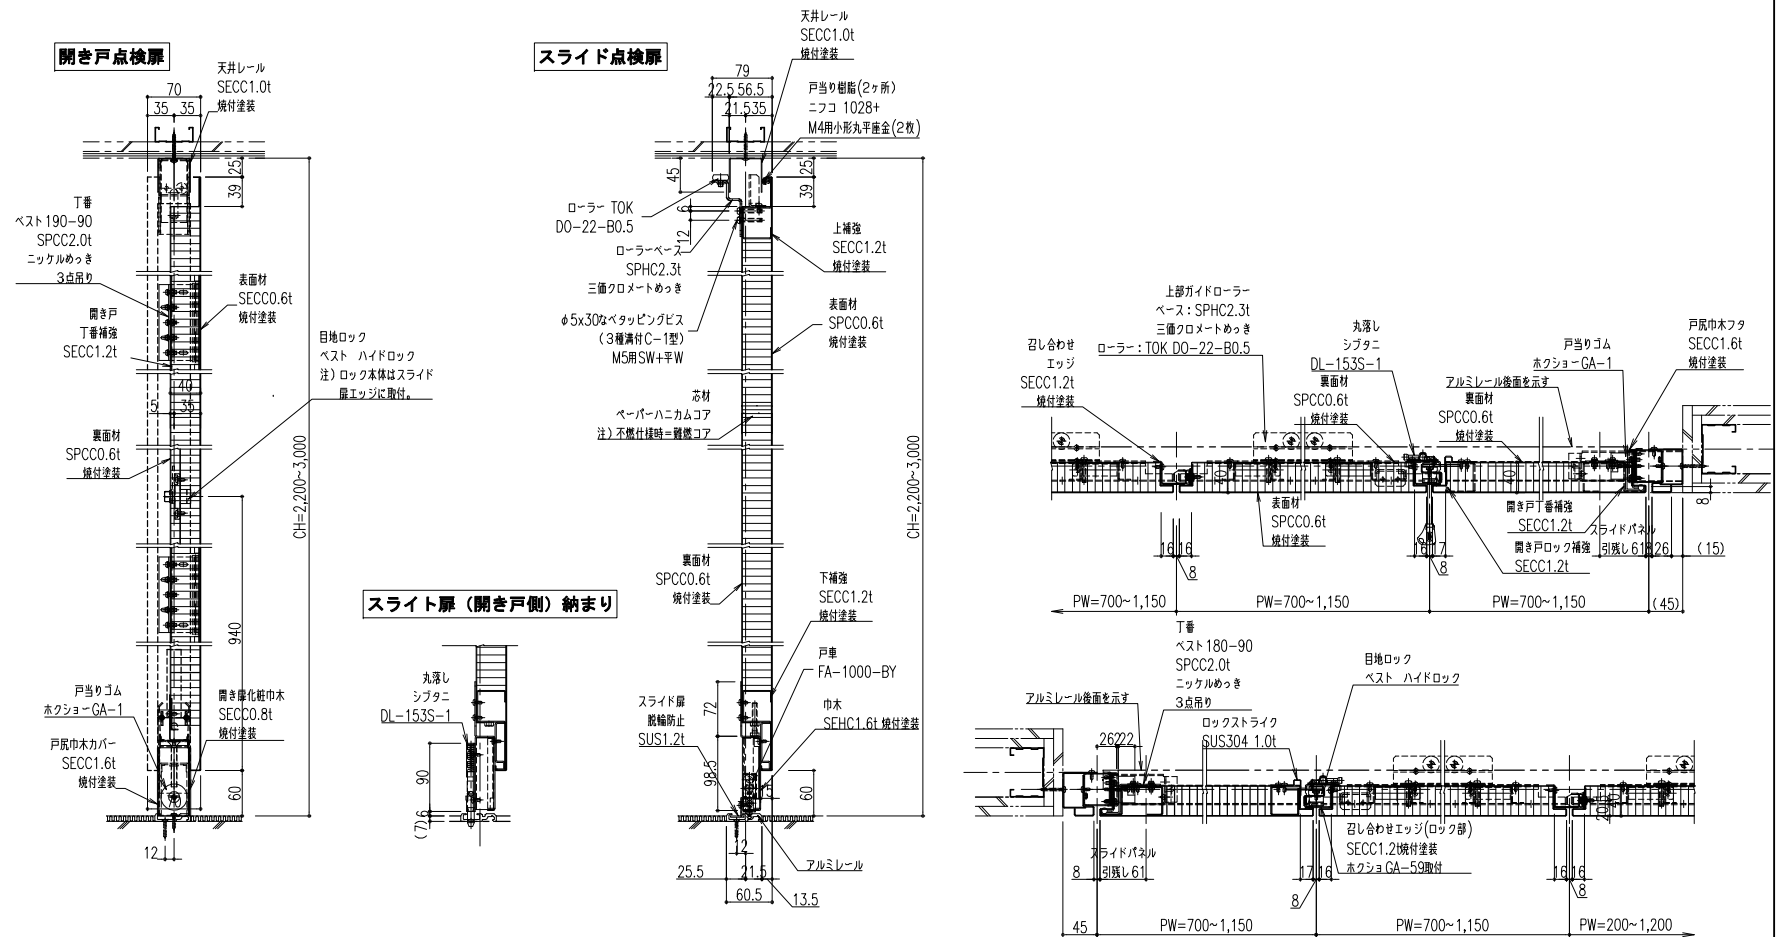 開き戸点検扉
天井レール
SECC1.0t
焼付塗装
70
35
35
25
39
丁番
ベスト190-90
SPCC2.0t
ニッケルめっき
3点吊り
開き戸
丁番補強
SECC1.2t
表面材
SECC0.6t
焼付塗装
目地ロック
ベスト ハイドロック
注）ロック本体はスライド
扉エッジに取付。
40
5
35
裏面材
SPCC0.6t
焼付塗装
CH=2,200~3,000
940
戸当りゴム
ホクショーGA-1
戸尻巾木カバー
SECC1.6t
焼付塗装
開き扉化粧巾木
SECC0.8t
焼付塗装
70
60
12
スライト扉（開き戸側）納まり
丸落し
シブタニ
DL-153S-1
90
6
(7)
スライド点検扉
天井レール
SECC1.0t
焼付塗装
79
22.5
56.5
21.5
35
戸当り樹脂(2ヶ所)
ニフコ 1028+
M4用小形丸平座金(2枚)
45
25
39
6
12
ローラー TOK
DO-22-B0.5
ローラーベース
SPHC2.3t
三価クロメートめっき
φ5x30なべタッピングビス
(3種溝付C-1型)
M5用SW+平W
上補強
SECC1.2t
焼付塗装
表面材
SPCC0.6t
焼付塗装
芯材
ペーパーハニカムコア
注）不燃仕様時=難燃コア
CH=2,200~3,000
裏面材
SPCC0.6t
焼付塗装
下補強
SECC1.2t
焼付塗装
戸車
FA-1000-BY
スライド扉
脱輪防止
SUS1.2t
巾木
SEHC1.6t 焼付塗装
72
98.5
60
12
アルミレール
25.5
21.5
60.5
13.5
上部ガイドローラー
ベース：SPHC2.3t
三価クロメートめっき
ローラー：TOK DO-22-B0.5
召し合わせ
エッジ
SECC1.2t
焼付塗装
丸落し
シブタニ
DL-153S-1
裏面材
SPCC0.6t
焼付塗装
戸当りゴム
ホクショーGA-1
アルミレール後面を示す
裏面材
SPCC0.6t
焼付塗装
戸尻巾木フタ
SECC1.6t
焼付塗装
40
40
8
表面材
SPCC0.6t
焼付塗装
開き戸丁番補強
SECC1.2t
開き戸ロック補強
SECC1.2t
スライドパネル
引残し61
8
26
(15)
16
16
8
16
17
8
PW=700~1,150
PW=700~1,150
PW=700~1,150
(45)
丁番
ベスト180-90
SPCC2.0t
ニッケルめっき
3点吊り
目地ロック
ベスト ハイドロック
アルミレール後面を示す
ロックストライク
SUS304 1.0t
26
2
22
召し合わせエッジ(ロック部)
SECC1.2t焼付塗装
ホクショGA-59取付
スライドパネル
引残し61
8
17
16
8
16
16
8
45
PW=700~1,150
PW=700~1,150
PW=200~1,200